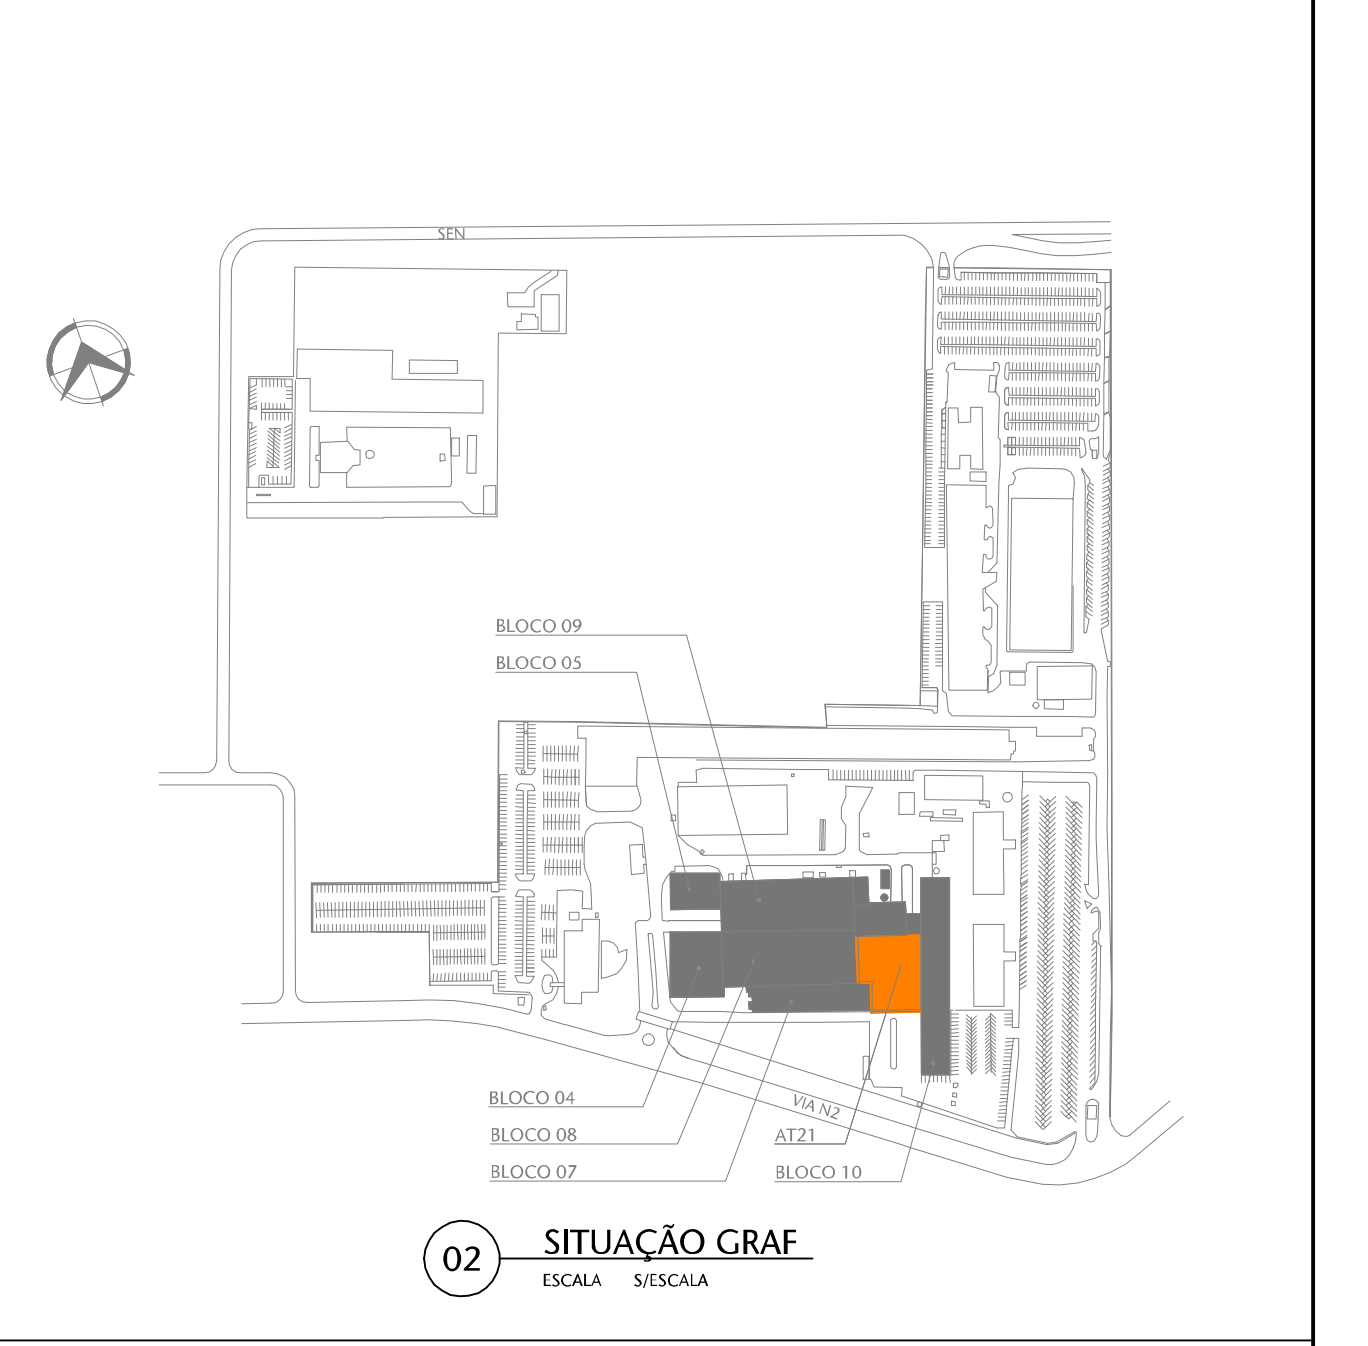 SEN
BLOCO 09
BLOCO 05
BLOCO 04
VIA N2
BLOCO 08
AT21
BLOCO 07
BLOCO 10
02
SITUAÇÃO GRAF
ESCALA S/ESCALA